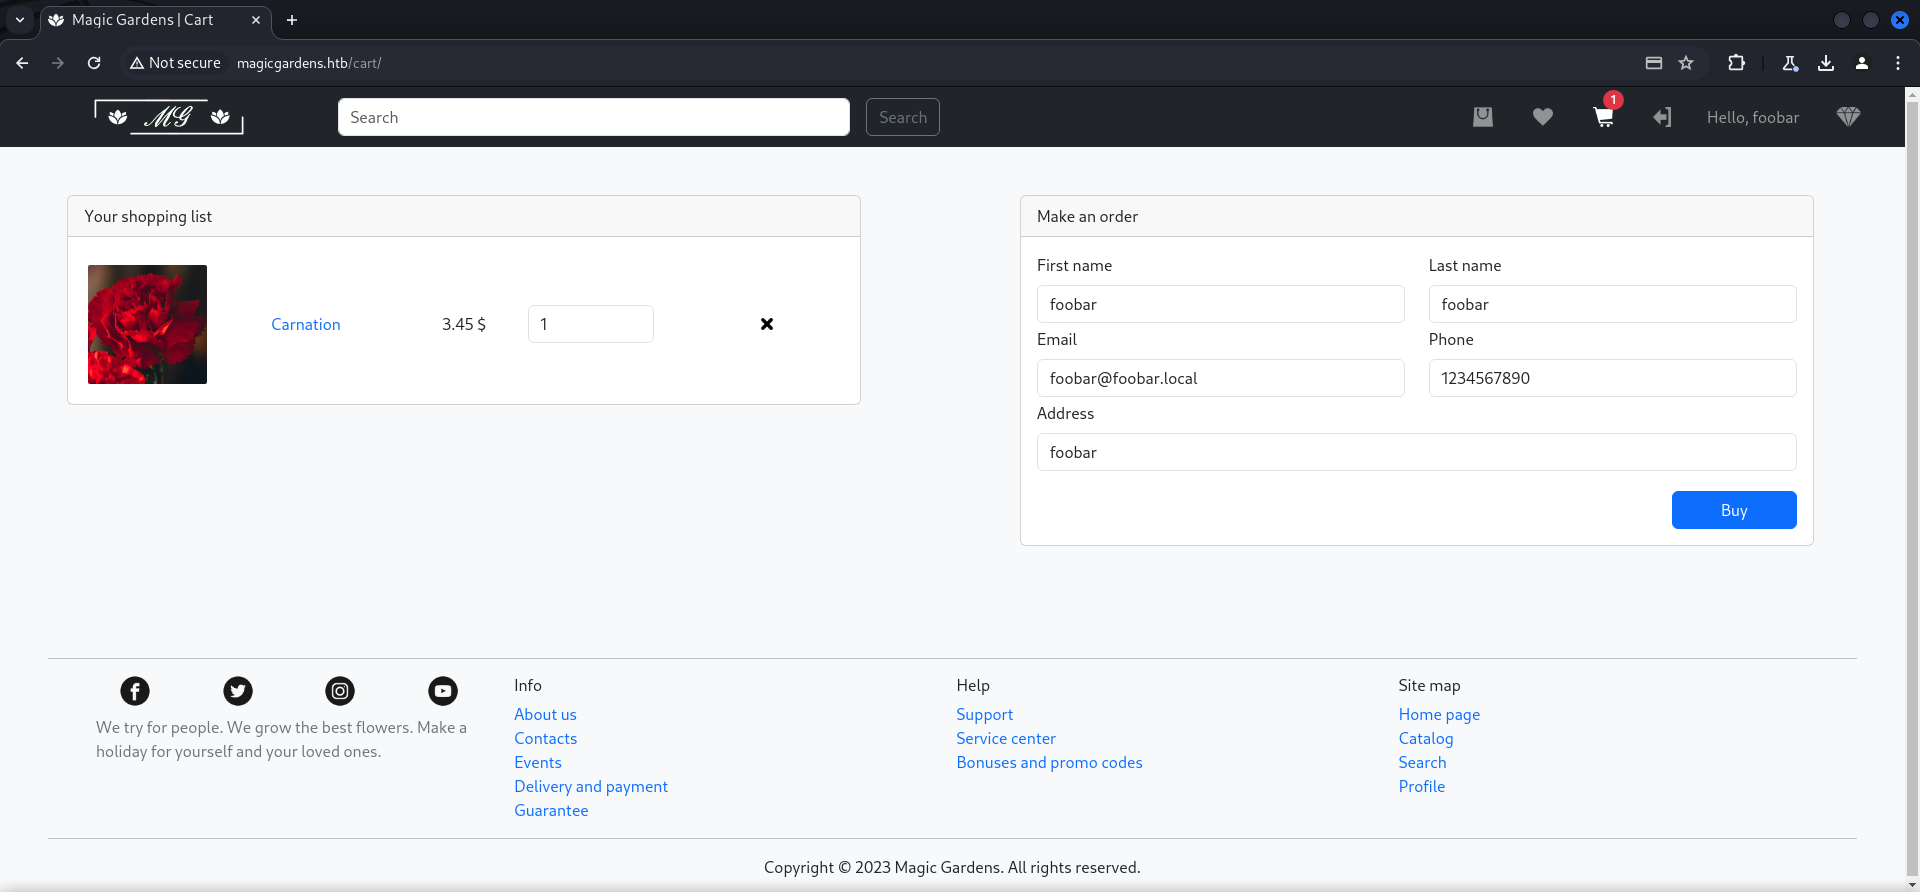 Magic Gardens | Cart
Not secure magicgardens.htb/cart/
MG
Search
Search
1
Hello, foobar
Your shopping list
Carnation 3.45 $ 1
Make an order
First name Last name
foobar foobar
Email Phone
foobar@foobar.local 1234567890
Address
foobar
Buy
We try for people. We grow the best flowers. Make a
holiday for yourself and your loved ones.
Info
About us
Contacts
Events
Delivery and payment
Guarantee
Help
Support
Service center
Bonuses and promo codes
Site map
Home page
Catalog
Search
Profile
Copyright © 2023 Magic Gardens. All rights reserved.